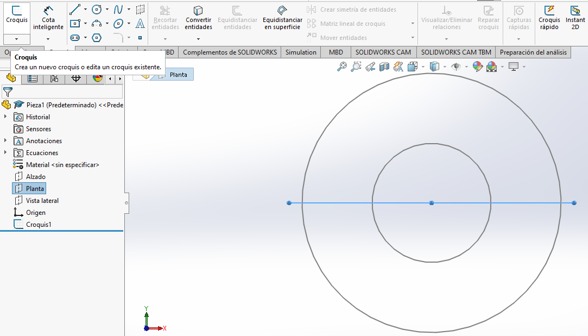 Croquis
Cota inteligente
Recortar entidades
Convertir entidades
Equidistanciar entidades
Equidistanciar en superficie
Crear simetría de entidades
Matriz lineal de croquis
Mover entidades
Visualizar/Eliminar relaciones
Reparar croquis
Croquis rápido
Instant 2D
MBD
Complementos de SOLIDWORKS
Simulation
MBD
SOLIDWORKS CAM
SOLIDWORKS CAM TBM
Preparación del análisis
Croquis
Crea un nuevo croquis o edita un croquis existente.
Planta
Pieza1 (Predeterminado) <<Prede
Historial
Sensores
Anotaciones
Ecuaciones
Material <sin especificar>
Alzado
Planta
Vista lateral
Origen
Croquis1
Y
X